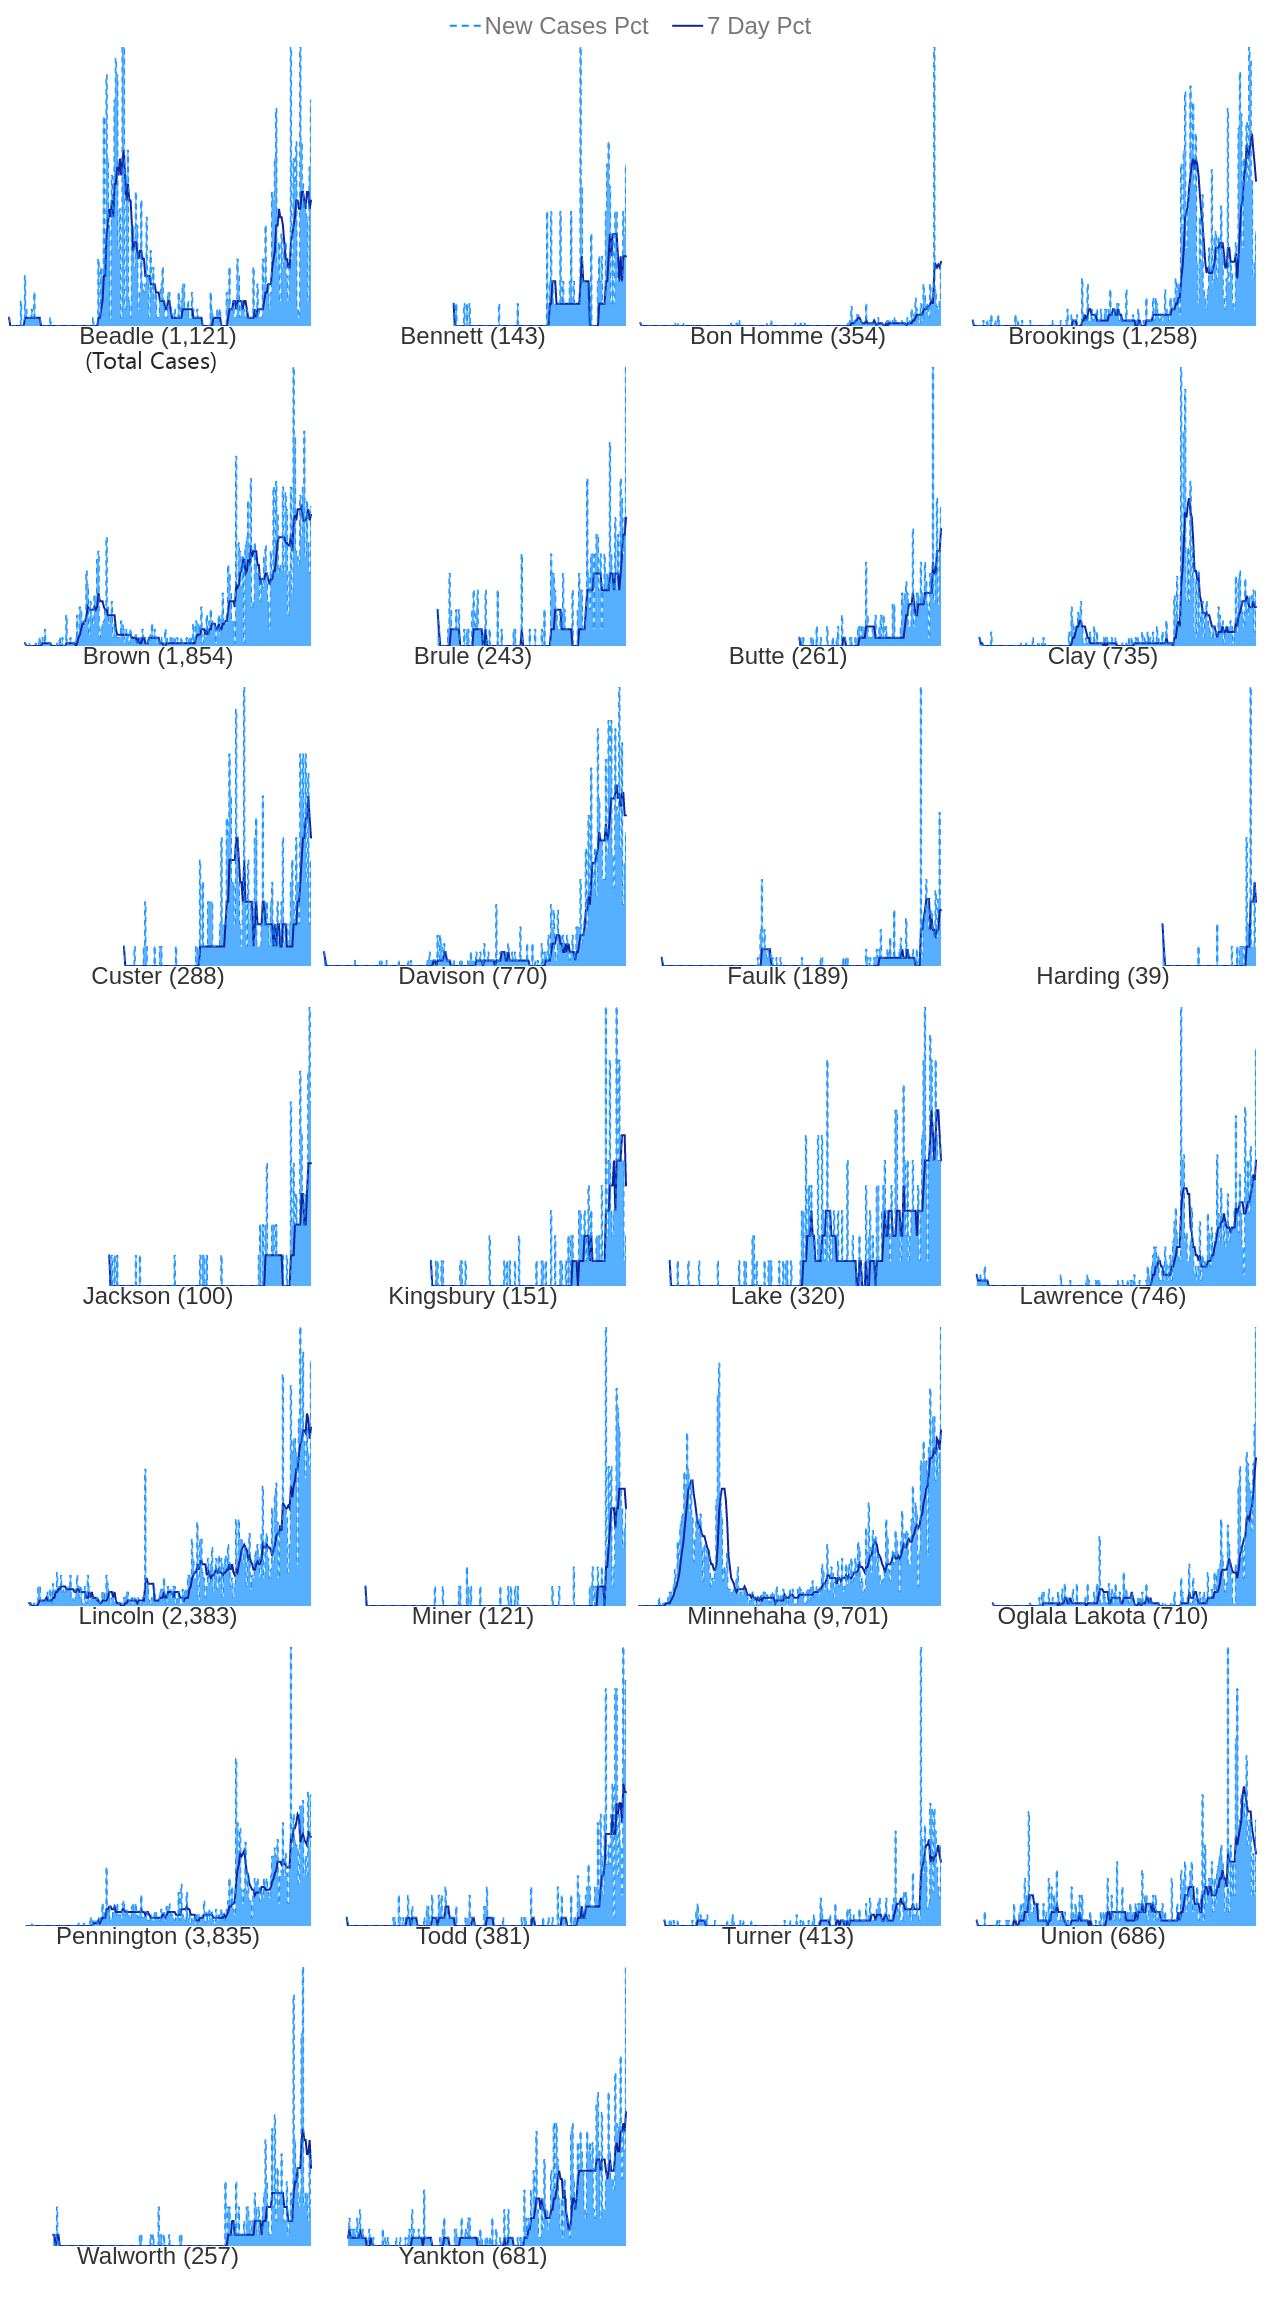 New Cases Pct 7 Day Pct
Beadle (1,121) Bennett (143) Bon Homme (354) Brookings (1,258)
(Total Cases)
Brown (1,854) Brule (243) Butte (261) Clay (735)
Custer (288) Davison (770) Faulk (189) Harding (39)
Jackson (100) Kingsbury (151) Lake (320) Lawrence (746)
Lincoln (2,383) Miner (121) Minnehaha (9,701) Oglala Lakota (710)
Pennington (3,835) Todd (381) Turner (413) Union (686)
Walworth (257) Yankton (681)